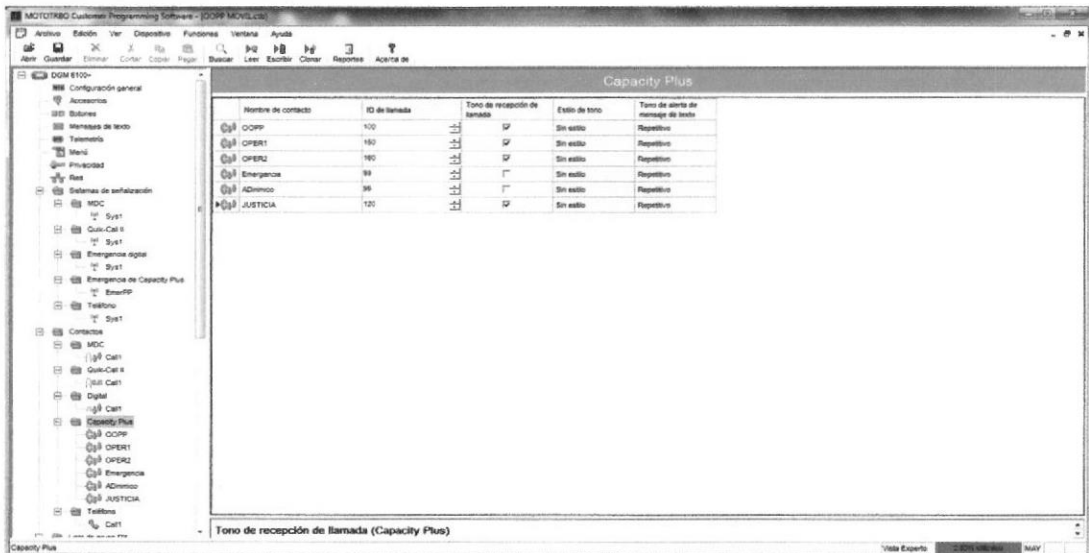 MOTOTRBO Customer Programming Software - [OOPP MOVIL.ctb]
Archivo Edición Ver Dispositivo Funciones Ventana Ayuda
Abrir Guardar Eliminar Cortar Copiar Pegar Buscar Leer Escribir Clonar Reportes Acerca de
DGM 6100+
Configuración general
Accesorios
Botones
Mensajes de texto
Telemetría
Menú
Privacidad
Red
Sistemas de señalización
MDC
Sys1
Quik-Call II
Sys1
Emergencia digital
Sys1
Emergencia de Capacity Plus
EmerPP
Teléfono
Sys1
Contactos
MDC
Call1
Quik-Call II
Call1
Digital
Call1
Capacity Plus
OOPP
OPER1
OPER2
Emergencia
ADminico
JUSTICIA
Teléfono
Call1
Capacity Plus
Nombre de contacto ID de llamada Tono de recepción de llamada Estilo de tono Tono de alerta de mensaje de texto
OOPP 100 Sin estilo Repetitivo
OPER1 150 Sin estilo Repetitivo
OPER2 160 Sin estilo Repetitivo
Emergencia Sin estilo Repetitivo
ADminico Sin estilo Repetitivo
JUSTICIA 120 Sin estilo Repetitivo
Tono de recepción de llamada (Capacity Plus)
Capacity Plus Vista Experto MAY